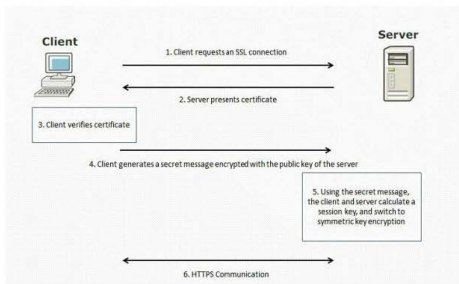 Client
Server
1. Client requests an SSL connection
2. Server presents certificate
3. Client verifies certificate
4. Client generates a secret message encrypted with the public key of the server
5. Using the secret message,
the client and server calculate a
session key, and switch to
symmetric key encryption
6. HTTPS Communication